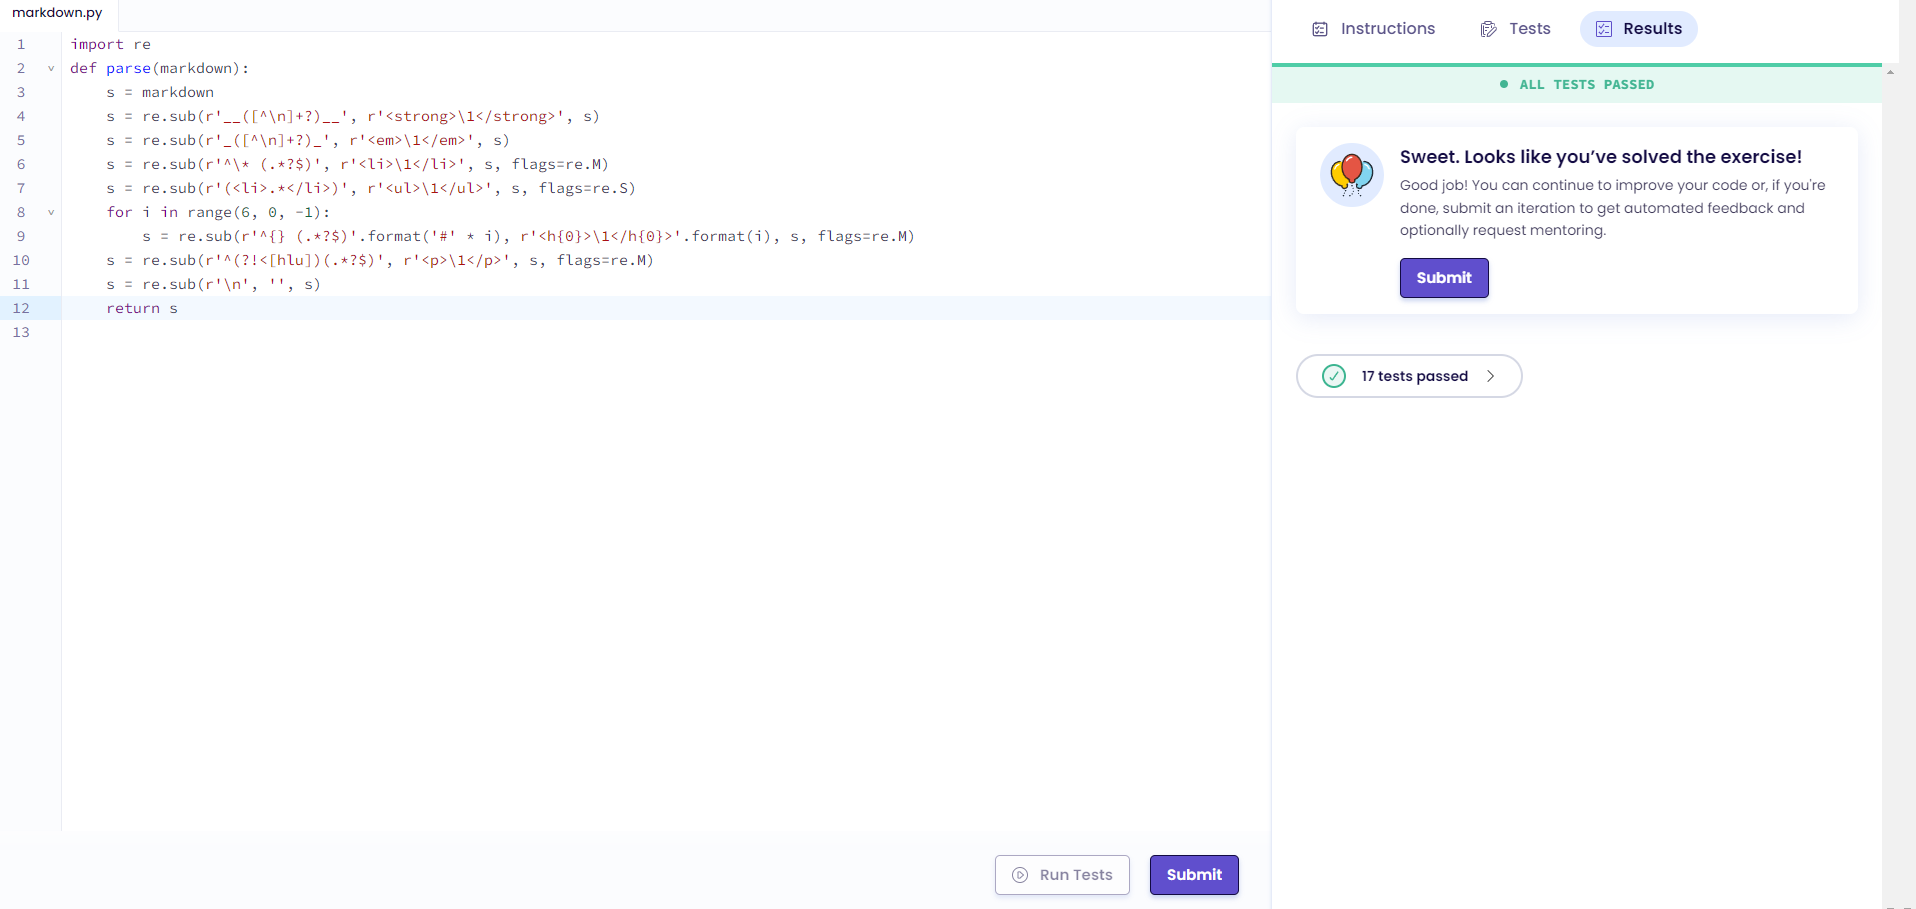 markdown.py
1 import re
2 def parse(markdown):
3     s = markdown
4     s = re.sub(r'__([^\n]+?)__', r'<strong>\1</strong>', s)
5     s = re.sub(r'_([^\n]+?)_', r'<em>\1</em>', s)
6     s = re.sub(r'^\* (.*?$)', r'<li>\1</li>', s, flags=re.M)
7     s = re.sub(r'(<li>.*</li>)', r'<ul>\1</ul>', s, flags=re.S)
8     for i in range(6, 0, -1):
9         s = re.sub(r'^{} (.*?$)'.format('#' * i), r'<h{0}>\1</h{0}>'.format(i), s, flags=re.M)
10     s = re.sub(r'^(?!<[hlu])(.*?$)', r'<p>\1</p>', s, flags=re.M)
11     s = re.sub(r'\n', '', s)
12     return s
13
Run Tests
Submit
Instructions
Tests
Results
ALL TESTS PASSED
Sweet. Looks like you’ve solved the exercise!
Good job! You can continue to improve your code or, if you're
done, submit an iteration to get automated feedback and
optionally request mentoring.
Submit
17 tests passed